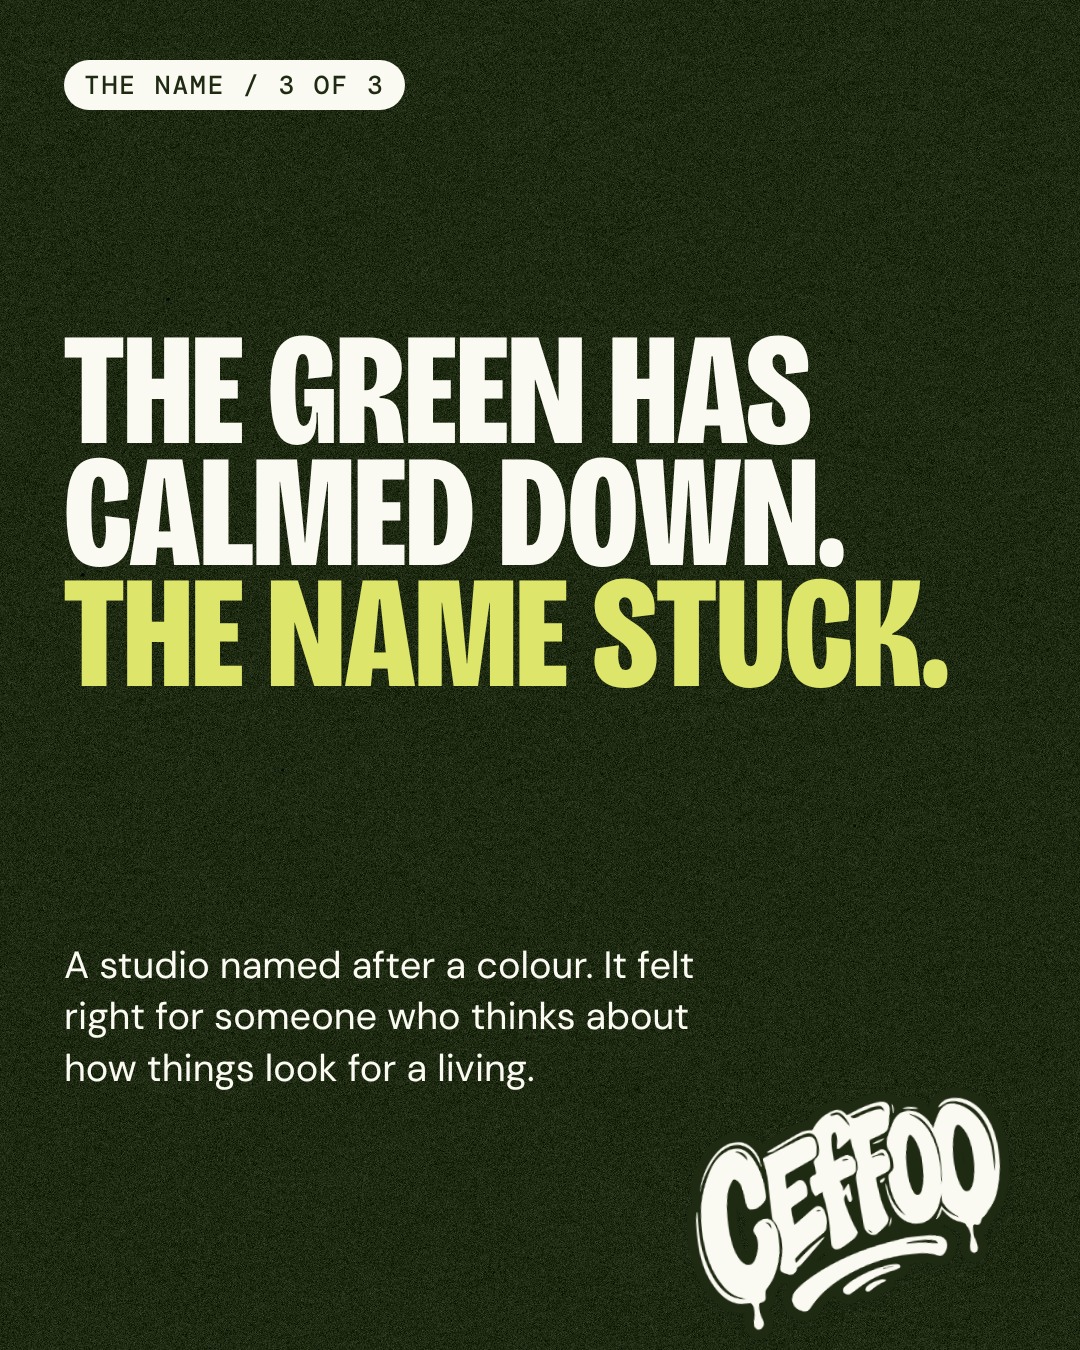 THE NAME / 3 OF 3
THE GREEN HAS
CALMED DOWN.
THE NAME STUCK.
A studio named after a colour. It felt
right for someone who thinks about
how things look for a living.
CEFFOO